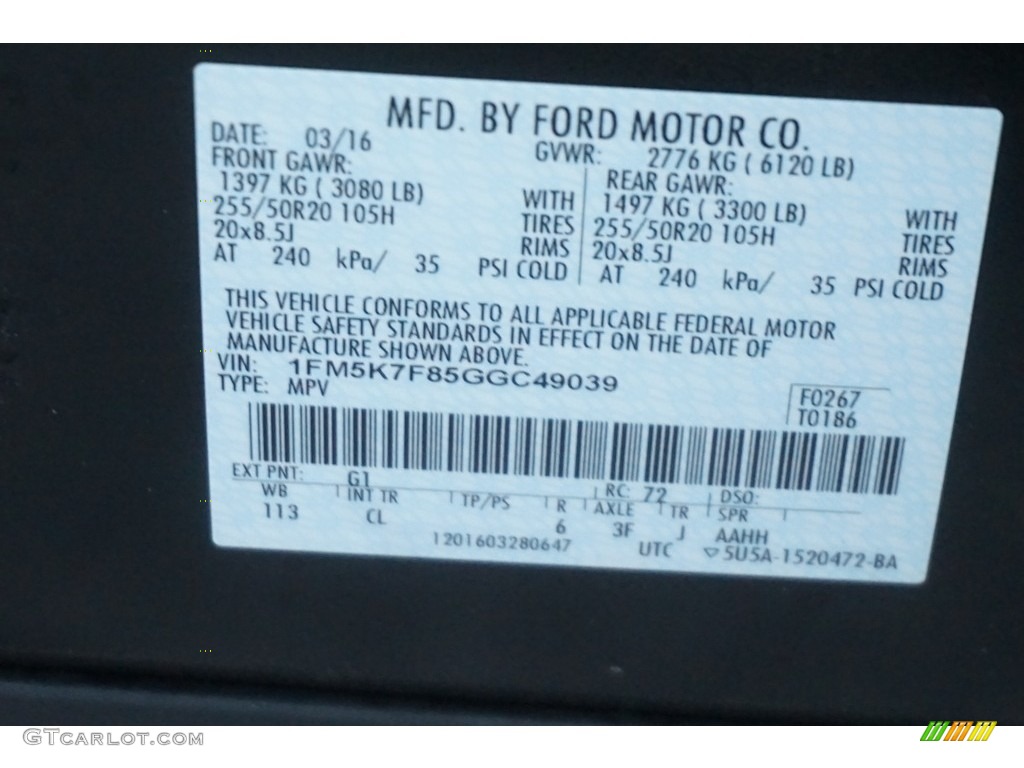 MFD. BY FORD MOTOR CO.
DATE: 03/16 GVWR: 2776 KG ( 6120 LB)
FRONT GAWR: REAR GAWR:
1397 KG ( 3080 LB) WITH 1497 KG ( 3300 LB) WITH
255/50R20 105H TIRES 255/50R20 105H TIRES
20x8.5J RIMS 20x8.5J RIMS
AT 240 kPa/ 35 PSI COLD AT 240 kPa/ 35 PSI COLD
THIS VEHICLE CONFORMS TO ALL APPLICABLE FEDERAL MOTOR
VEHICLE SAFETY STANDARDS IN EFFECT ON THE DATE OF
MANUFACTURE SHOWN ABOVE.
VIN: 1FM5K7F85GGC49039
TYPE: MPV
F0267
T0186
EXT PNT: G1 RC: 72 DSO:
WB INT TR TP/PS R AXLE TR SPR
113 CL 6 3F J AAHH
1201603280647 UTC ▽5U5A-1520472-BA
GTCARLOT.COM